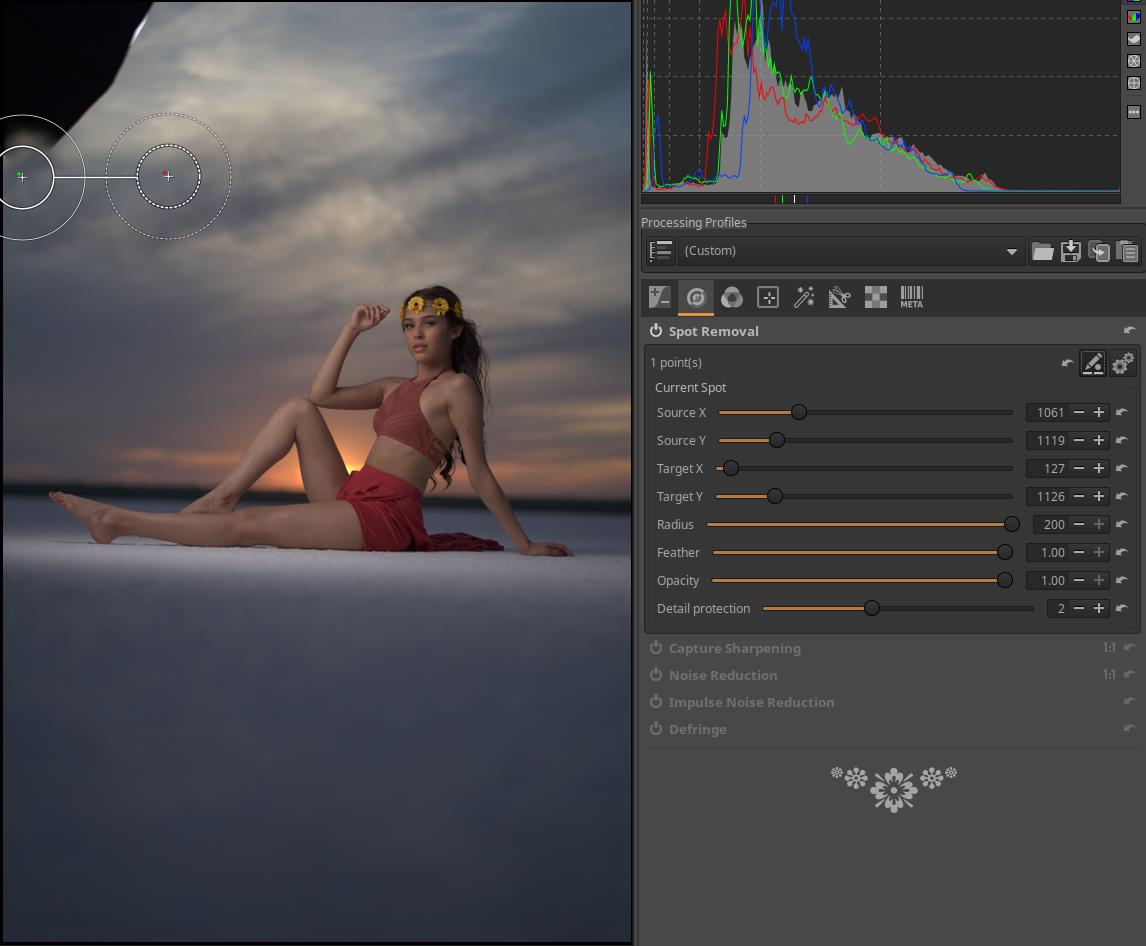 Processing Profiles
(Custom)
META
Spot Removal
1 point(s)
Current Spot
Source X 1061
Source Y 1119
Target X 127
Target Y 1126
Radius 200
Feather 1.00
Opacity 1.00
Detail protection 2
Capture Sharpening 1:1
Noise Reduction 1:1
Impulse Noise Reduction
Defringe